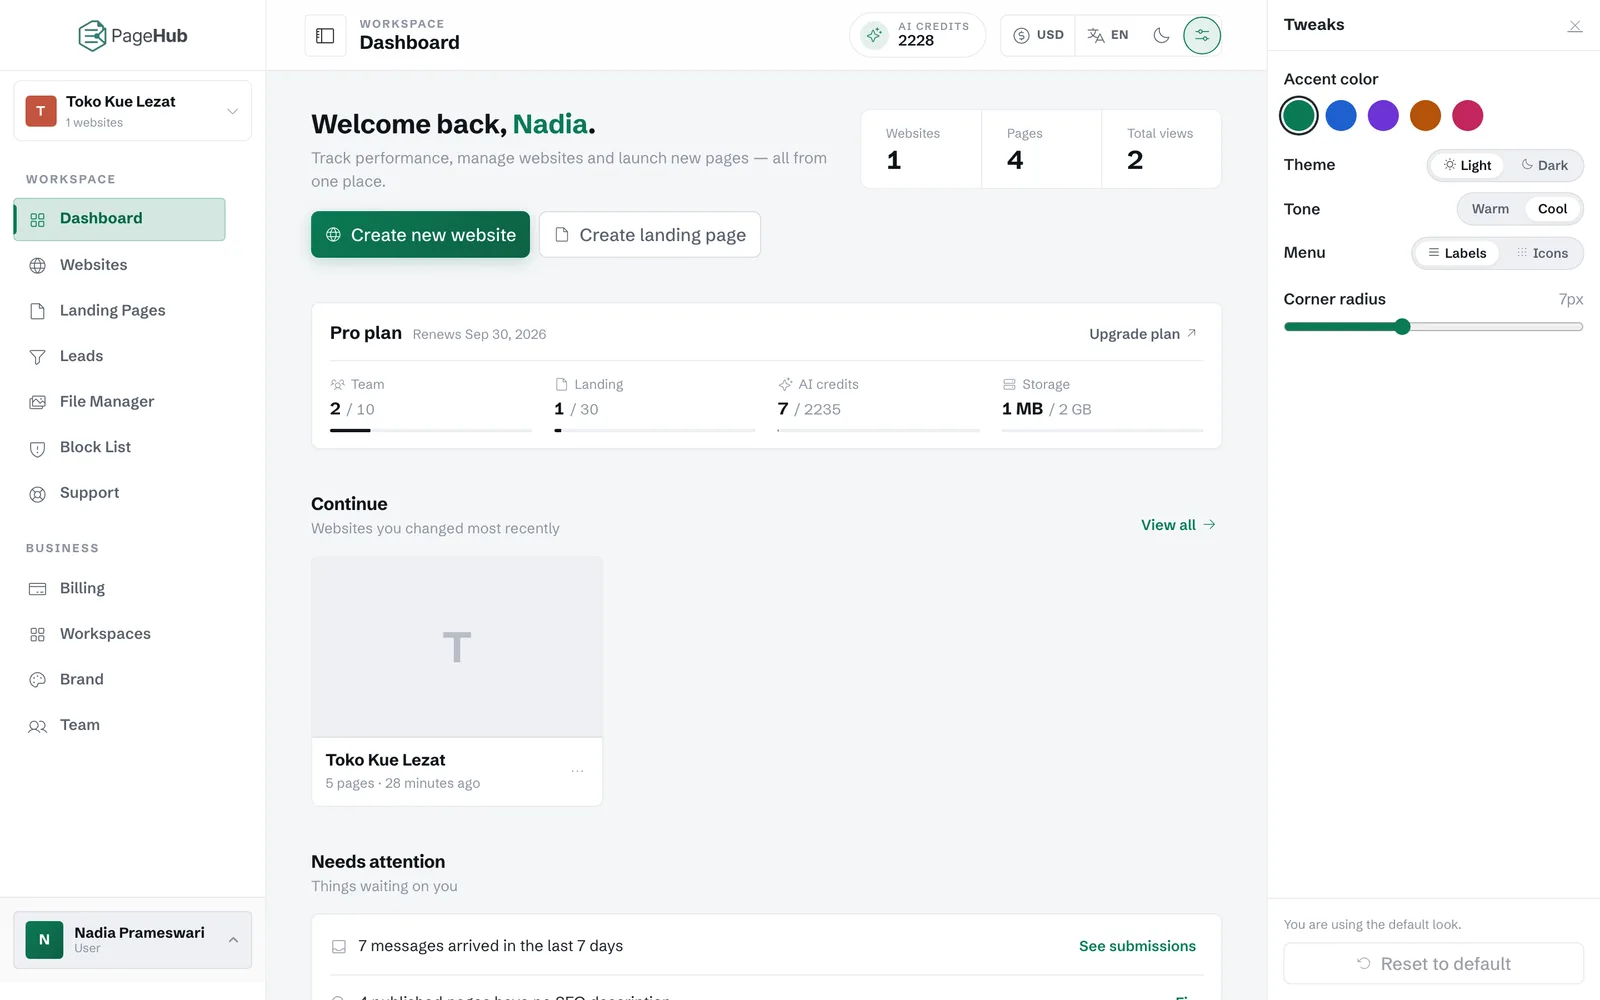 PageHub
Toko Kue Lezat
T
1 websites
WORKSPACE
Dashboard
Websites
Landing Pages
Leads
File Manager
Block List
Support
BUSINESS
Billing
Workspaces
Brand
Team
N
Nadia Prameswari
User
WORKSPACE
Dashboard
AI CREDITS
2228
USD
EN
Welcome back, Nadia.
Track performance, manage websites and launch new pages — all from
one place.
Websites
1
Pages
4
Total views
2
Create new website
Create landing page
Pro plan Renews Sep 30, 2026
Upgrade plan
Team
2 / 10
Landing
1 / 30
AI credits
7 / 2235
Storage
1 MB / 2 GB
Continue
Websites you changed most recently
View all
T
Toko Kue Lezat
5 pages · 28 minutes ago
Needs attention
Things waiting on you
7 messages arrived in the last 7 days
See submissions
4 published pages have no SEO description
Tweaks
Accent color
Theme
Light
Dark
Tone
Warm
Cool
Menu
Labels
Icons
Corner radius
7px
You are using the default look.
Reset to default